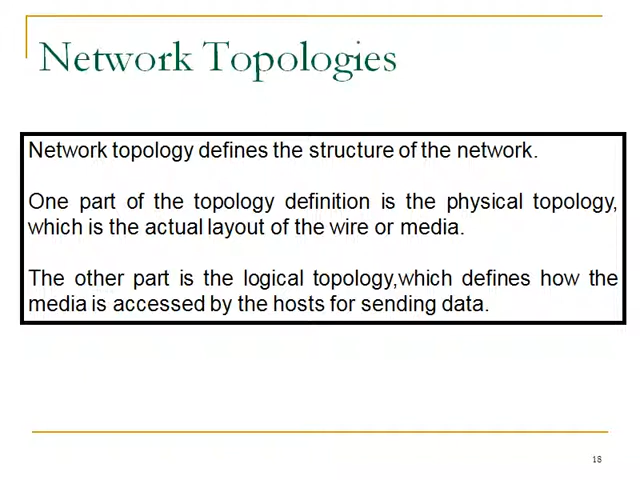 Network Topologies
Network topology defines the structure of the network.
One part of the topology definition is the physical topology,
which is the actual layout of the wire or media.
The other part is the logical topology,which defines how the
media is accessed by the hosts for sending data.
18